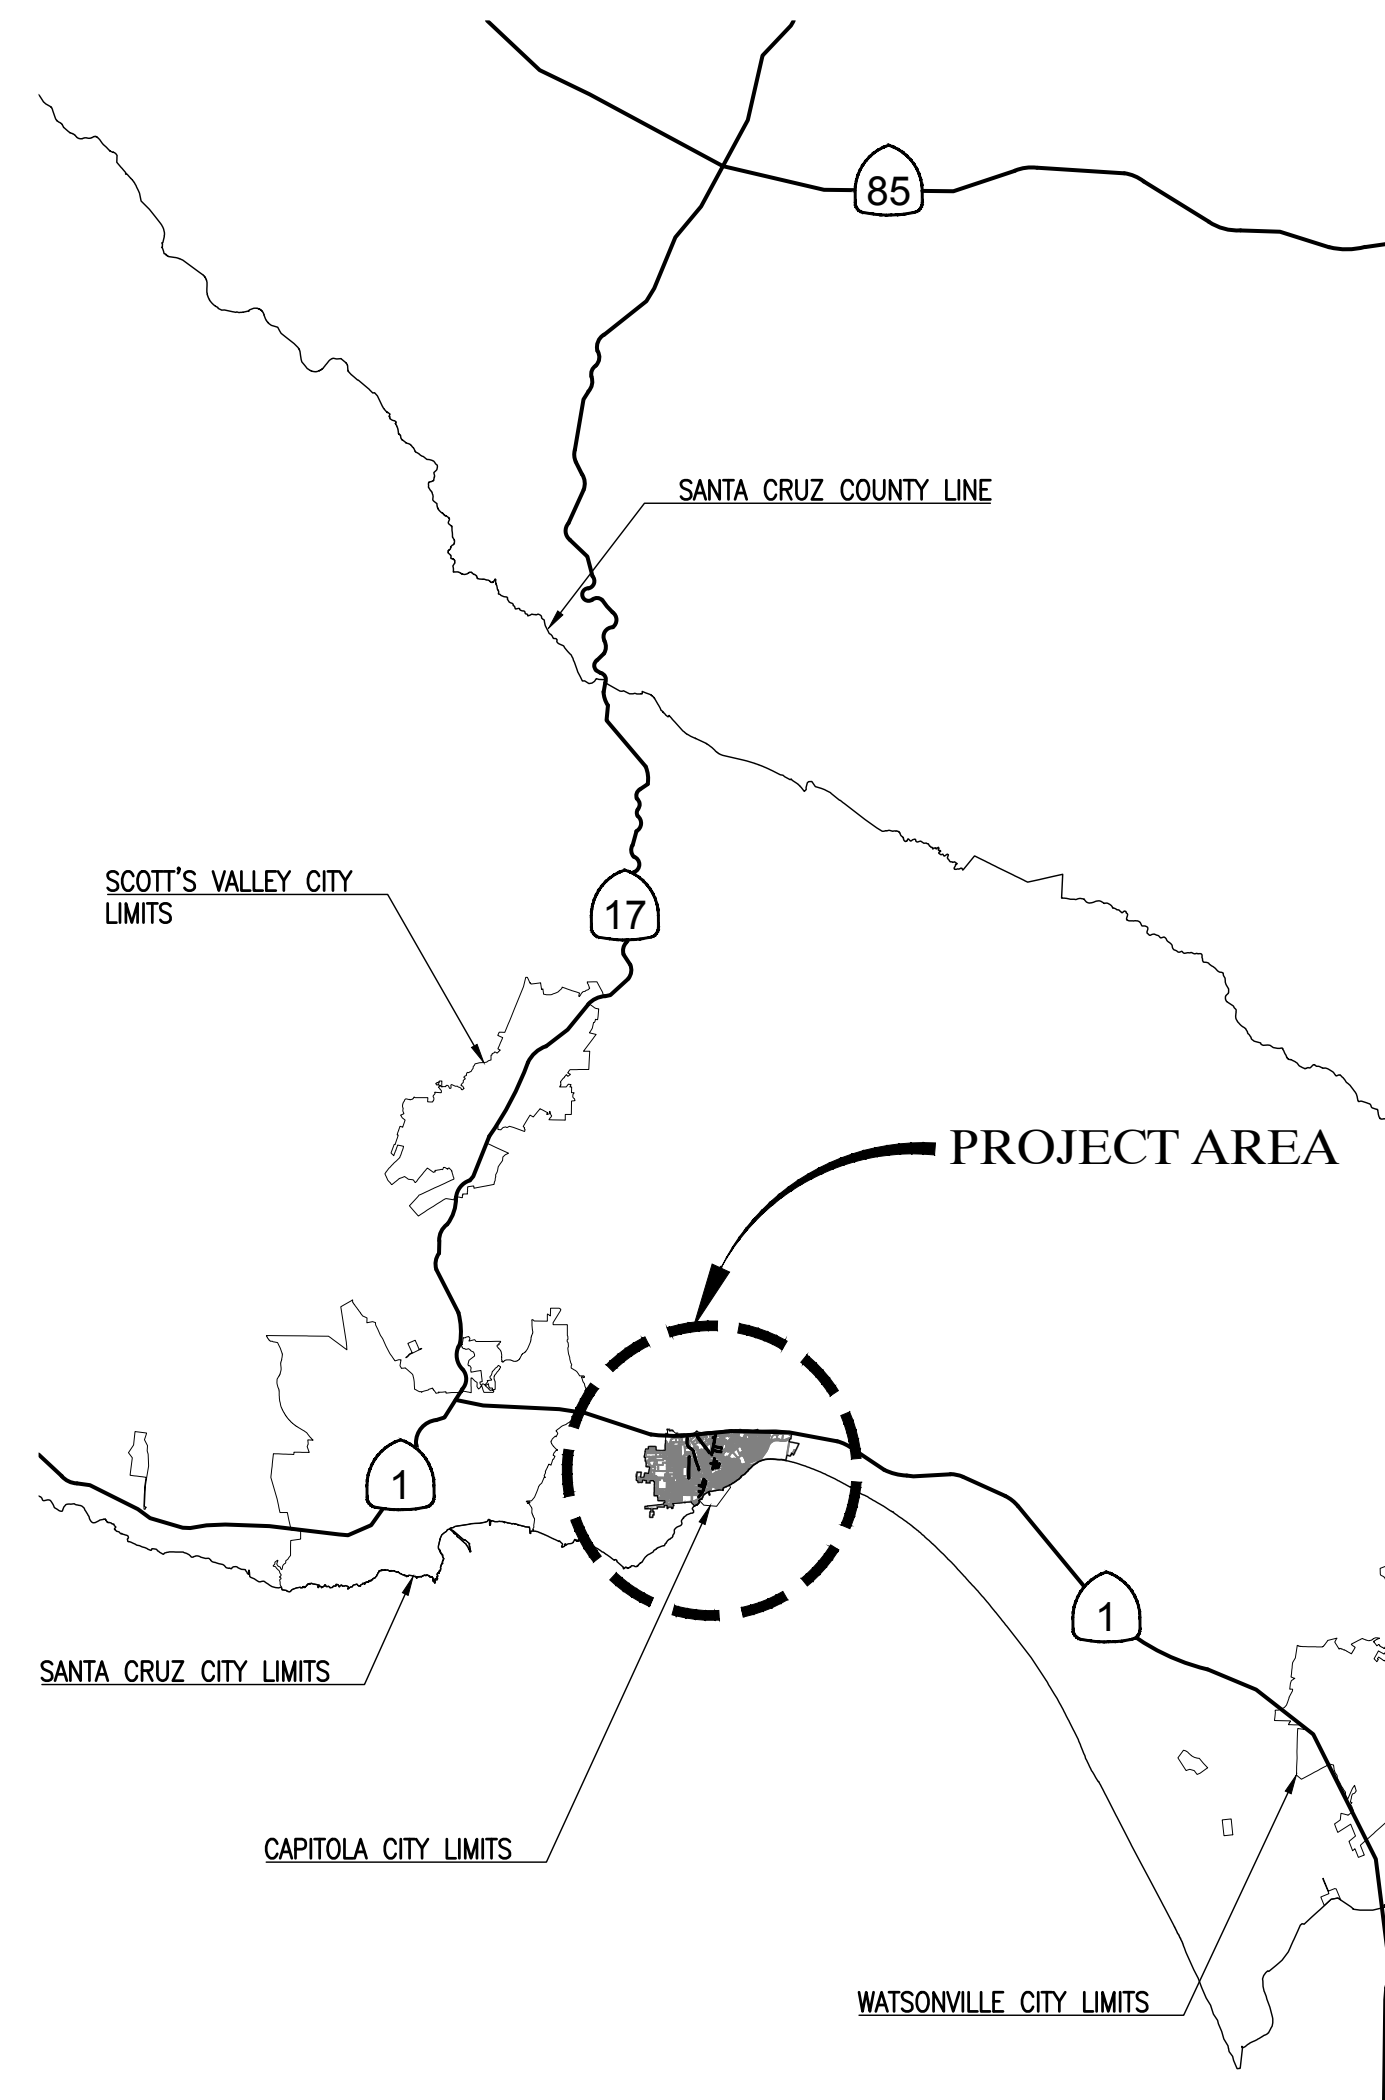 85
SANTA CRUZ COUNTY LINE
SCOTT'S VALLEY CITY
LIMITS
17
PROJECT AREA
1
1
SANTA CRUZ CITY LIMITS
CAPITOLA CITY LIMITS
WATSONVILLE CITY LIMITS